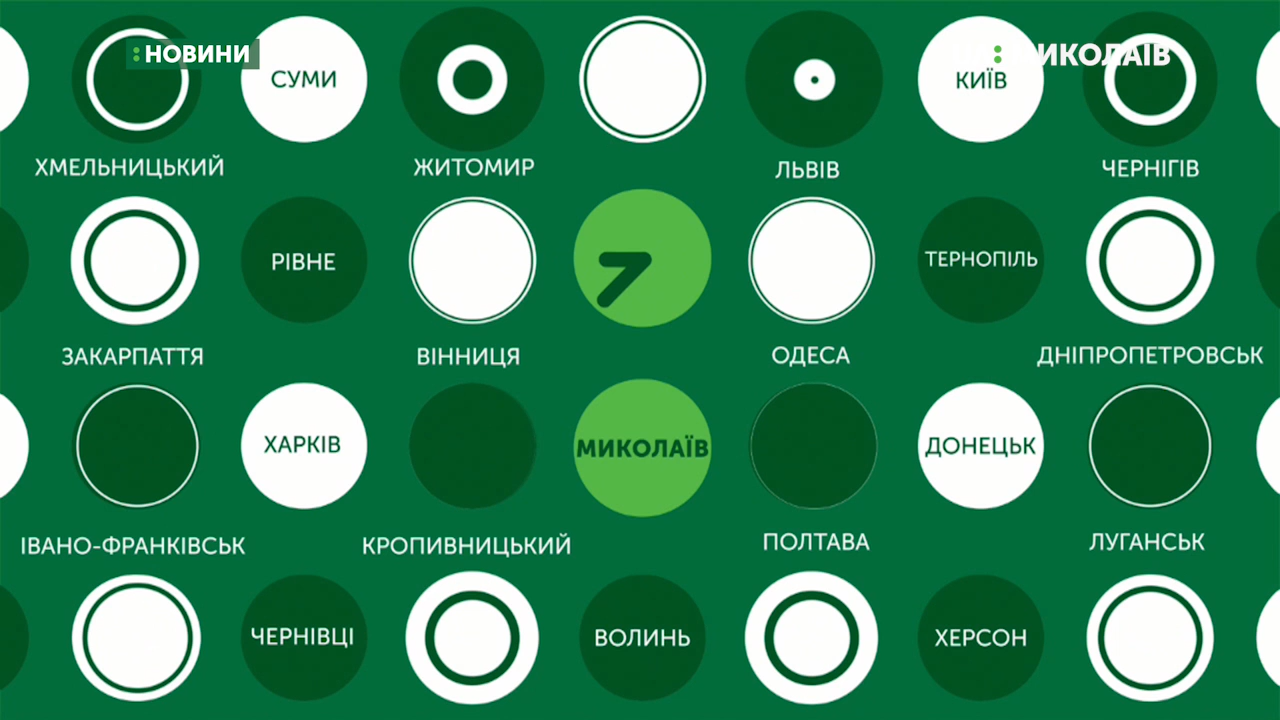 :НОВИНИ
:МИКОЛАЇВ
СУМИ
КИЇВ
ХМЕЛЬНИЦЬКИЙ
ЖИТОМИР
ЛЬВІВ
ЧЕРНІГІВ
РІВНЕ
ТЕРНОПІЛЬ
ЗАКАРПАТТЯ
ВІННИЦЯ
ОДЕСА
ДНІПРОПЕТРОВСЬК
ХАРКІВ
МИКОЛАЇВ
ДОНЕЦЬК
ІВАНО-ФРАНКІВСЬК
КРОПИВНИЦЬКИЙ
ПОЛТАВА
ЛУГАНСЬК
ЧЕРНІВЦІ
ВОЛИНЬ
ХЕРСОН